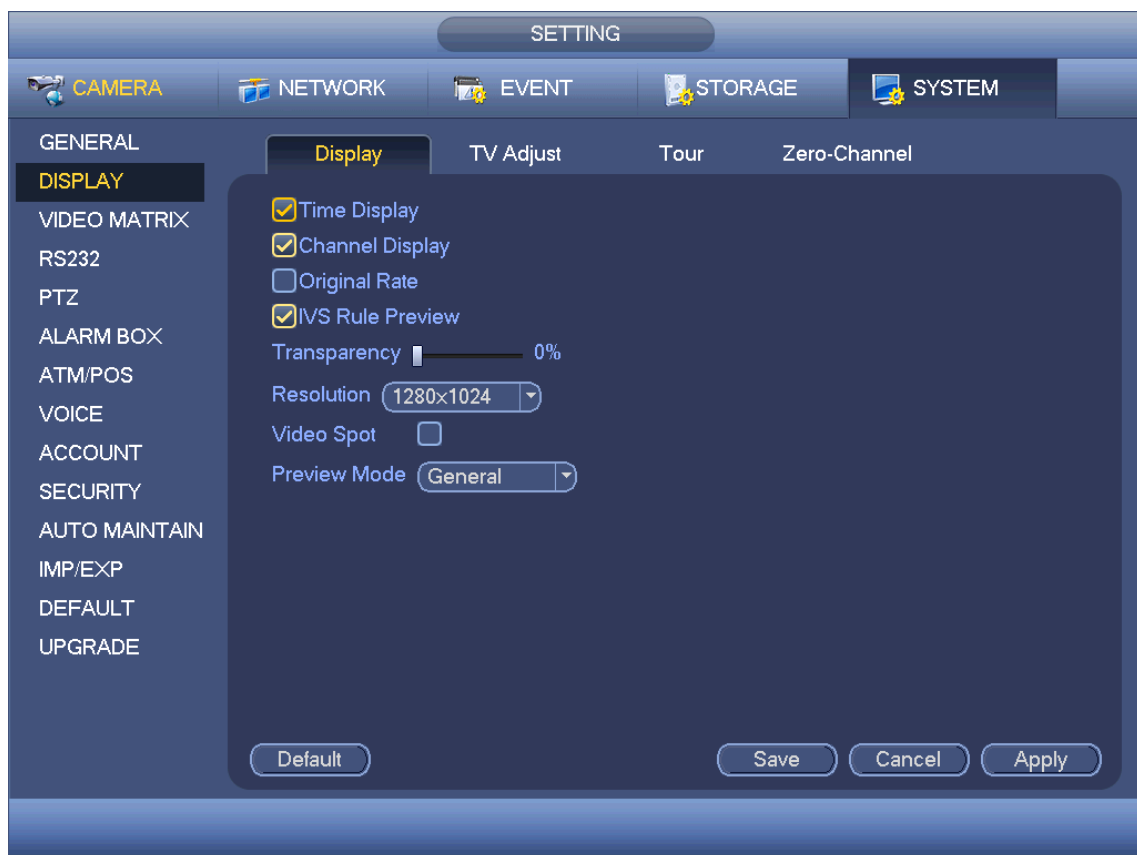 SETTING
CAMERA NETWORK EVENT STORAGE SYSTEM
GENERAL
DISPLAY
VIDEO MATRIX
RS232
PTZ
ALARM BOX
ATM/POS
VOICE
ACCOUNT
SECURITY
AUTO MAINTAIN
IMP/EXP
DEFAULT
UPGRADE
Display TV Adjust Tour Zero-Channel
Time Display
Channel Display
Original Rate
IVS Rule Preview
Transparency 0%
Resolution 1280×1024
Video Spot
Preview Mode General
Default Save Cancel Apply